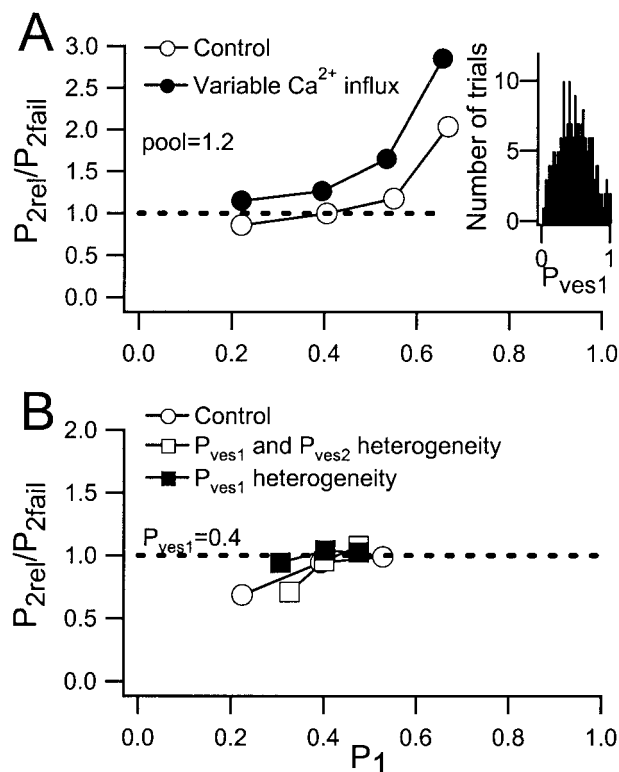 A
Control
Variable Ca2+ influx
pool=1.2
P2rel/P2fail
3.0
2.5
2.0
1.5
1.0
0.5
0.0
0.0 0.2 0.4 0.6 0.8 1.0
Number of trials
10
5
0
0 1
Pves1
B
Control
Pves1 and Pves2 heterogeneity
Pves1 heterogeneity
Pves1=0.4
P2rel/P2fail
2.0
1.5
1.0
0.5
0.0
0.0 0.2 0.4 0.6 0.8 1.0
P1